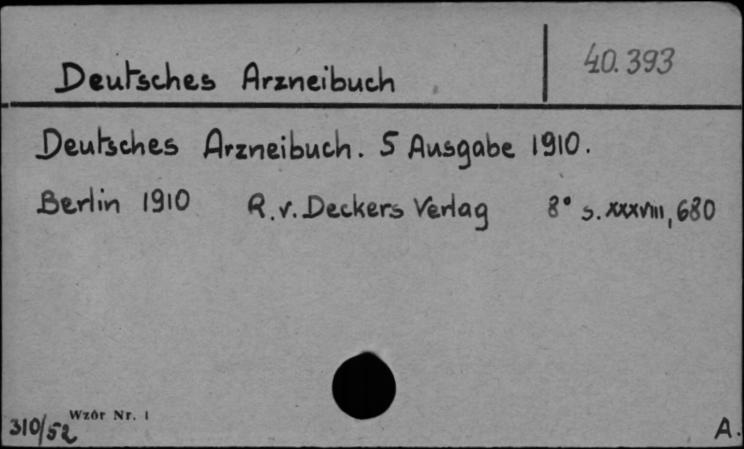 Deutsches Arzneibuch 40.393
Deutsches Arzneibuch. 5 Ausgabe 1910.
Berlin 1910 R.v.Deckers Verlag 8° s.xxxviii,680
Wzór Nr. 1
310/52 A.